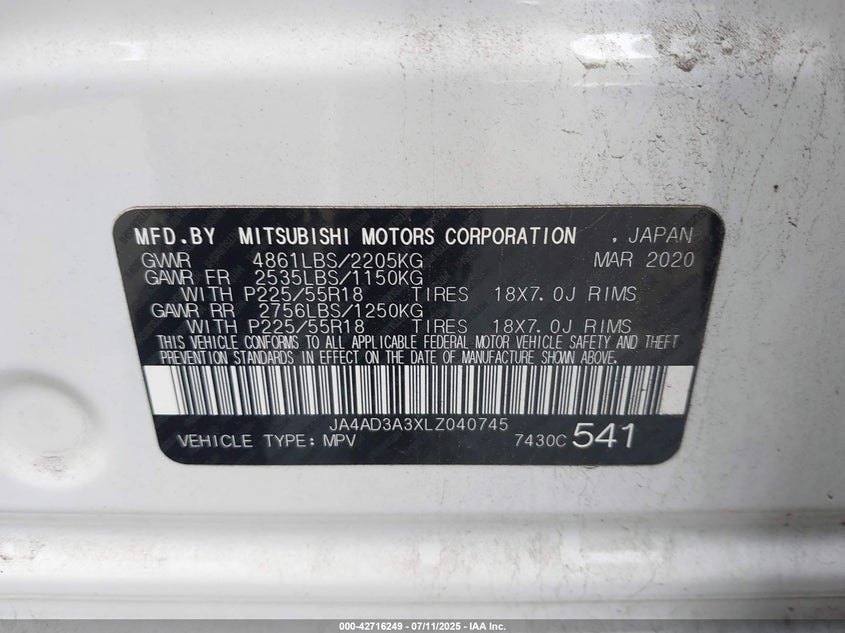 MFD.BY MITSUBISHI MOTORS CORPORATION , JAPAN
GVWR 4861LBS/2205KG MAR 2020
GAWR FR 2535LBS/1150KG
WITH P225/55R18 TIRES 18X7.0J RIMS
GAWR RR 2756LBS/1250KG
WITH P225/55R18 TIRES 18X7.0J RIMS
THIS VEHICLE CONFORMS TO ALL APPLICABLE FEDERAL MOTOR VEHICLE SAFETY AND THEFT
PREVENTION STANDARDS IN EFFECT ON THE DATE OF MANUFACTURE SHOWN ABOVE.
JA4AD3A3XLZ040745
VEHICLE TYPE: MPV 7430C 541
000-42716249 - 07/11/2025 - IAA Inc.